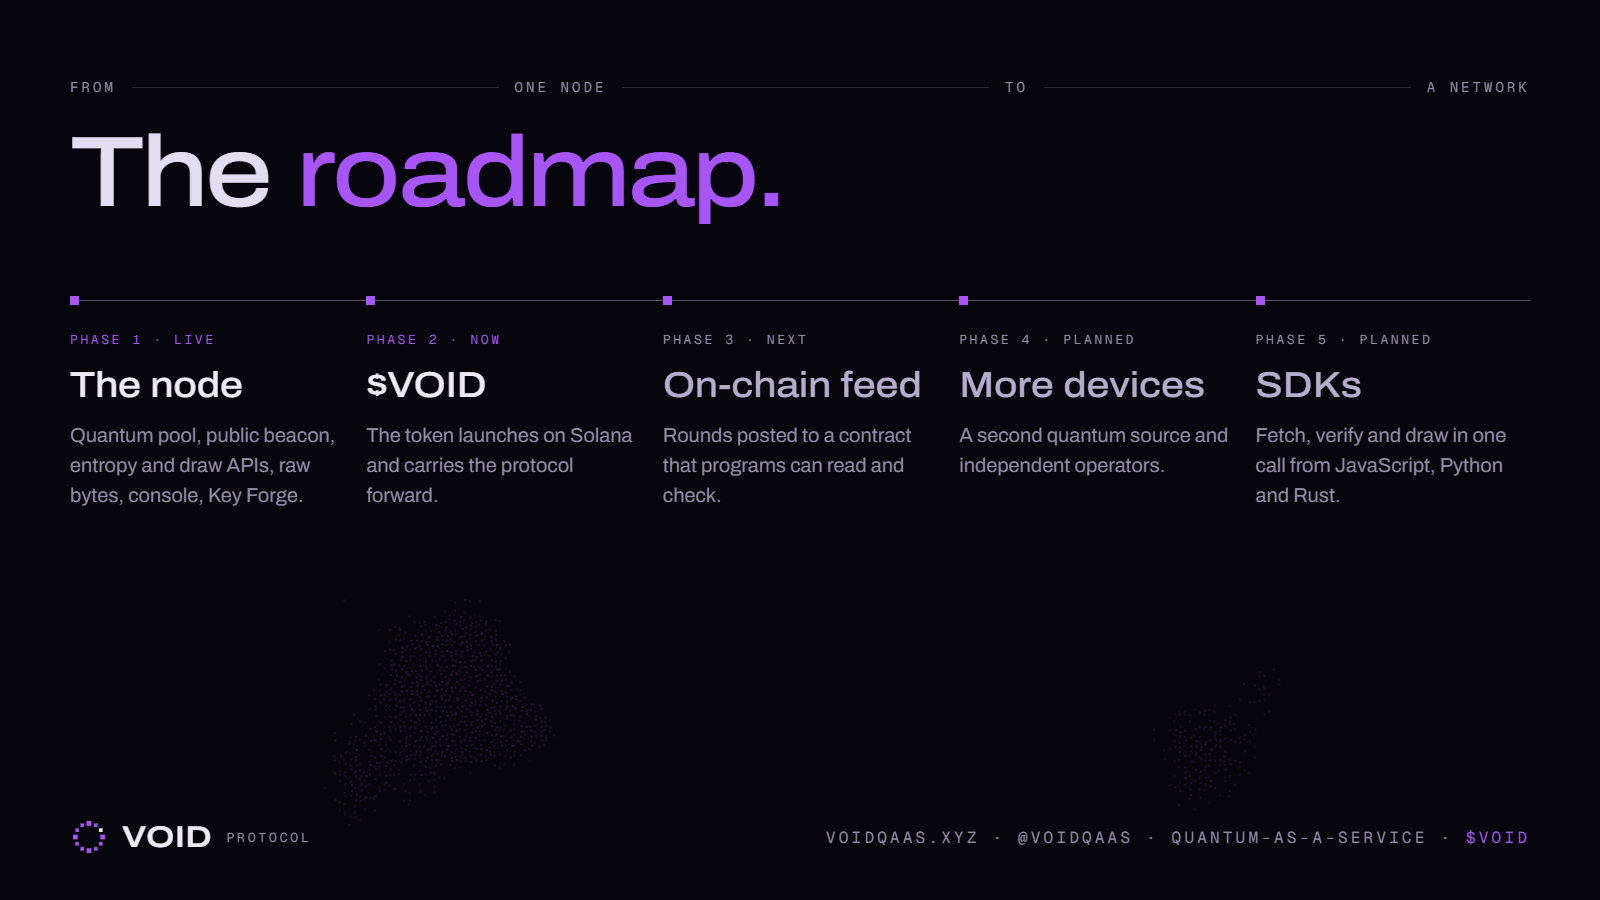 FROM ONE NODE TO A NETWORK
The roadmap.
PHASE 1 · LIVE
The node
Quantum pool, public beacon,
entropy and draw APIs, raw
bytes, console, Key Forge.
PHASE 2 · NOW
$VOID
The token launches on Solana
and carries the protocol
forward.
PHASE 3 · NEXT
On-chain feed
Rounds posted to a contract
that programs can read and
check.
PHASE 4 · PLANNED
More devices
A second quantum source and
independent operators.
PHASE 5 · PLANNED
SDKs
Fetch, verify and draw in one
call from JavaScript, Python
and Rust.
VOID PROTOCOL
VOIDQAAS.XYZ · @VOIDQAAS · QUANTUM-AS-A-SERVICE · $VOID